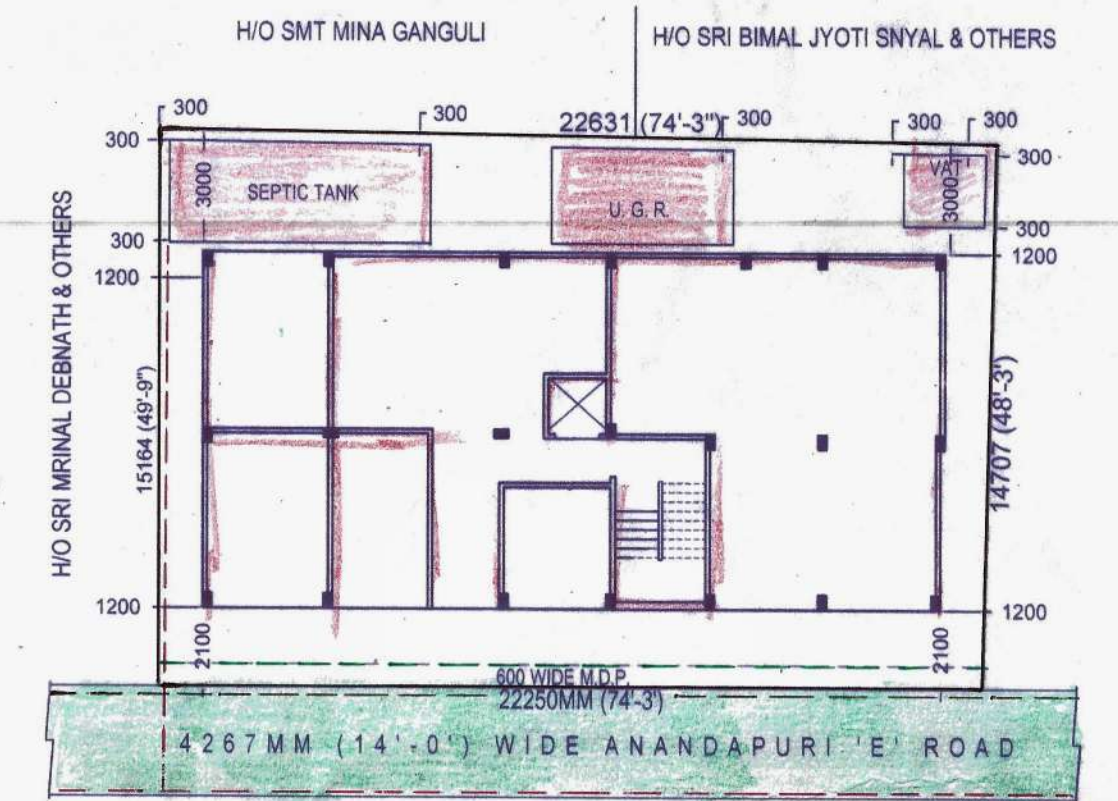 H/O SMT MINA GANGULI
H/O SRI BIMAL JYOTI SNYAL & OTHERS
300
300
22631 (74'-3")
300
300
300
300
300
3000
SEPTIC TANK
U. G. R.
VAT
3000
300
300
1200
1200
H/O SRI MRINAL DEBNATH & OTHERS
15164 (49'-9")
14707 (48'-3")
1200
1200
2100
2100
600 WIDE M.D.P.
22250MM (74-3')
4267MM (14'-0') WIDE ANANDAPURI 'E' ROAD